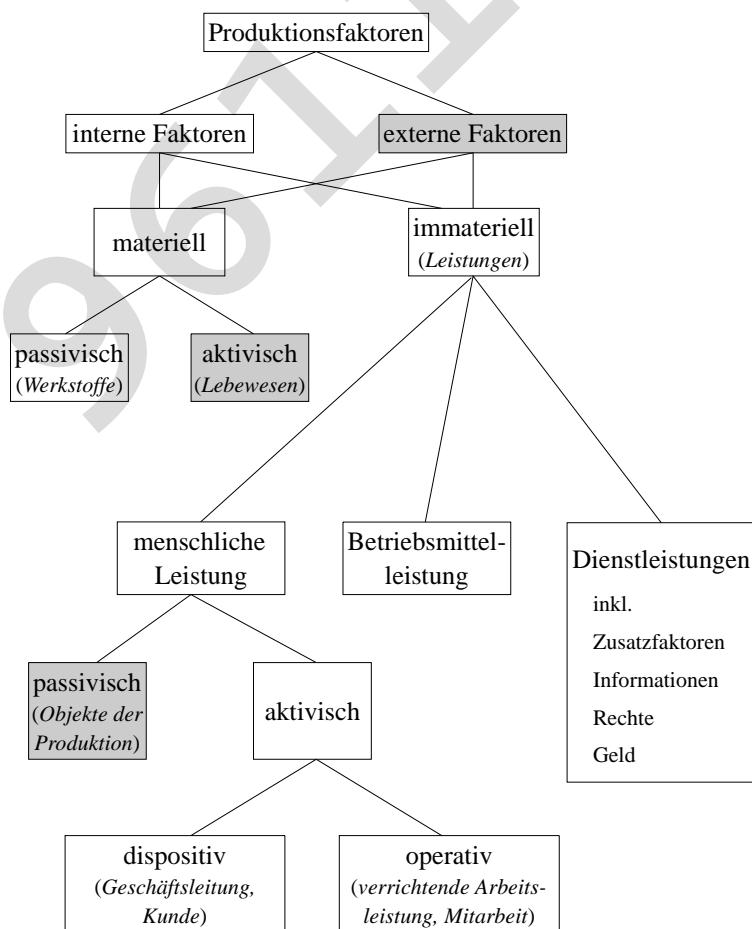 Produktionsfaktoren
interne Faktoren
externe Faktoren
materiell
immateriell
(Leistungen)
passivisch
(Werkstoffe)
aktivisch
(Lebewesen)
menschliche
Leistung
Betriebsmittel-
leistung
Dienstleistungen
inkl.
Zusatzfaktoren
Informationen
Rechte
Geld
passivisch
(Objekte der
Produktion)
aktivisch
dispositiv
(Geschäftsleitung,
Kunde)
operativ
(verrichtende Arbeits-
leistung, Mitarbeit)